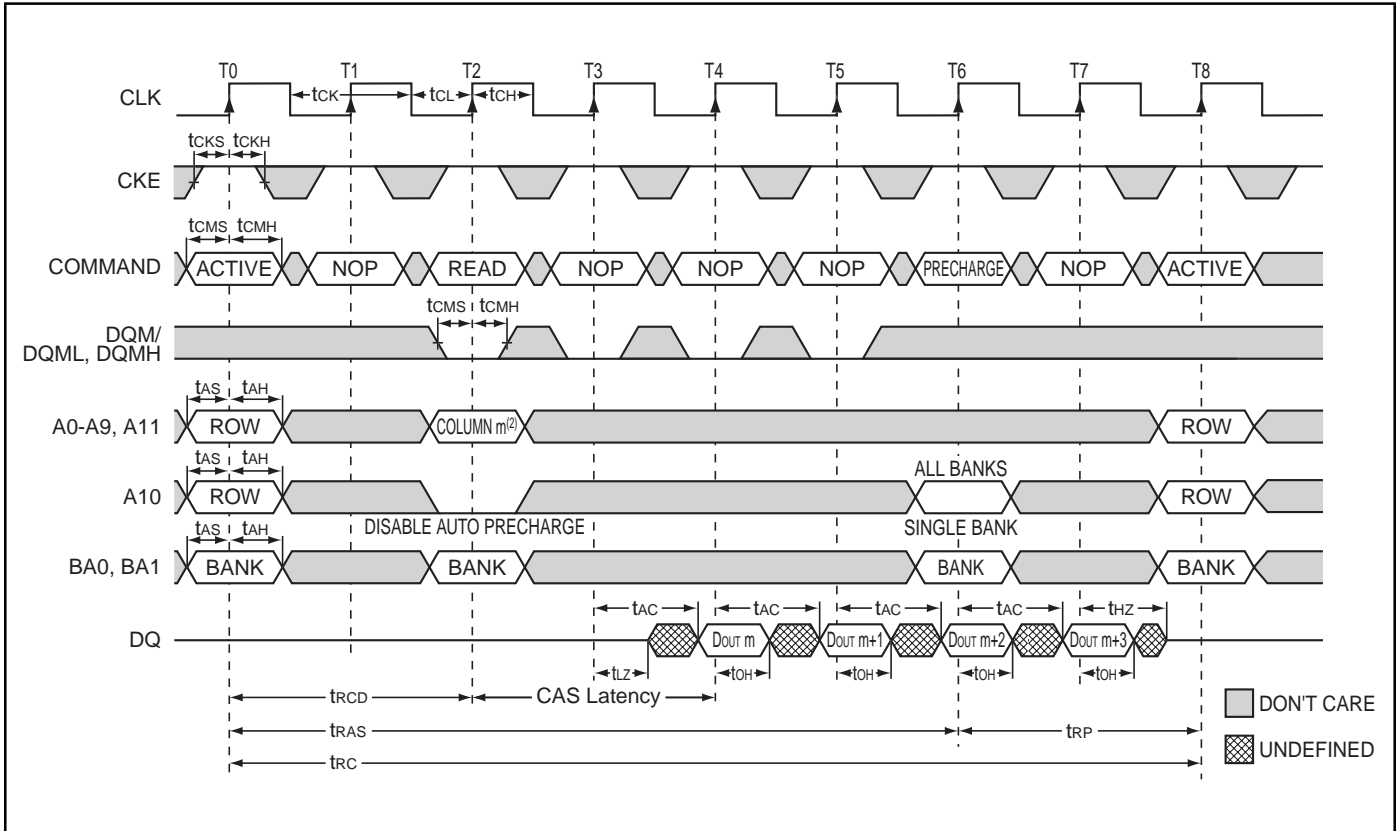 T0 T1 T2 T3 T4 T5 T6 T7 T8
CLK
tCK tCL tCH
tCKS tCKH
CKE
tCMS tCMH
COMMAND ACTIVE NOP READ NOP NOP NOP PRECHARGE NOP ACTIVE
tCMS tCMH
DQM/
DQML, DQMH
tAS tAH
A0-A9, A11 ROW COLUMN m(2) ROW
tAS tAH
ALL BANKS
A10 ROW ROW
DISABLE AUTO PRECHARGE SINGLE BANK
tAS tAH
BA0, BA1 BANK BANK BANK BANK
tAC tAC tAC tAC tHZ
DQ DOUT m DOUT m+1 DOUT m+2 DOUT m+3
tLZ tOH tOH tOH tOH
tRCD CAS Latency
DON'T CARE
tRAS tRP
UNDEFINED
tRC